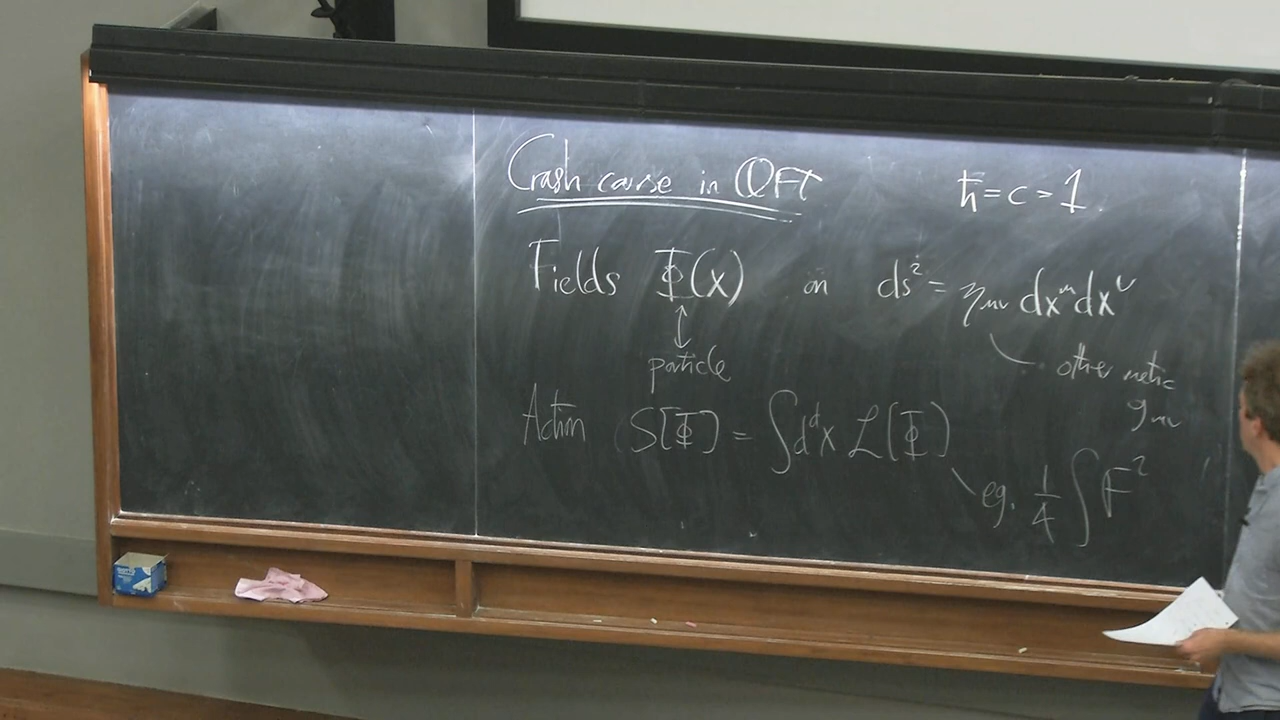 Crash course in QFT ħ = c = 1.
Fields Φ(x) on ds² = η_μν dx^μ dx^ν
↕
particle
other metric
g_μν
Action S[Φ] = ∫d^d x ℒ[Φ]
eg. 1/4 ∫F²